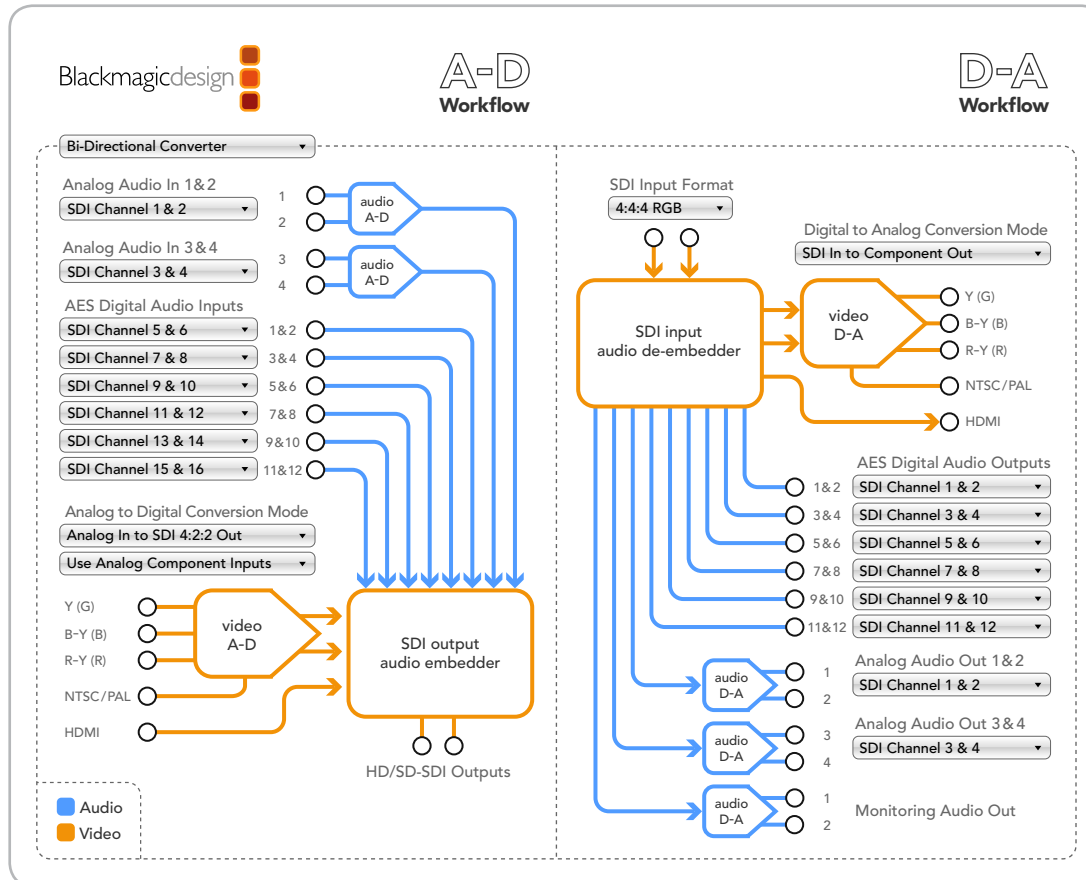 Blackmagicdesign
A-D
Workflow
D-A
Workflow
Bi-Directional Converter
Analog Audio In 1&2
SDI Channel 1 & 2
1
2
audio
A-D
Analog Audio In 3&4
SDI Channel 3 & 4
3
4
audio
A-D
AES Digital Audio Inputs
SDI Channel 5 & 6
1&2
SDI Channel 7 & 8
3&4
SDI Channel 9 & 10
5&6
SDI Channel 11 & 12
7&8
SDI Channel 13 & 14
9&10
SDI Channel 15 & 16
11&12
Analog to Digital Conversion Mode
Analog In to SDI 4:2:2 Out
Use Analog Component Inputs
Y (G)
B-Y (B)
R-Y (R)
NTSC/PAL
HDMI
video
A-D
SDI output
audio embedder
HD/SD-SDI Outputs
Audio
Video
SDI Input Format
4:4:4 RGB
SDI input
audio de-embedder
Digital to Analog Conversion Mode
SDI In to Component Out
video
D-A
Y (G)
B-Y (B)
R-Y (R)
NTSC/PAL
HDMI
AES Digital Audio Outputs
1&2
SDI Channel 1 & 2
3&4
SDI Channel 3 & 4
5&6
SDI Channel 5 & 6
7&8
SDI Channel 7 & 8
9&10
SDI Channel 9 & 10
11&12
SDI Channel 11 & 12
audio
D-A
1
2
Analog Audio Out 1&2
SDI Channel 1 & 2
audio
D-A
3
4
Analog Audio Out 3&4
SDI Channel 3 & 4
audio
D-A
1
2
Monitoring Audio Out